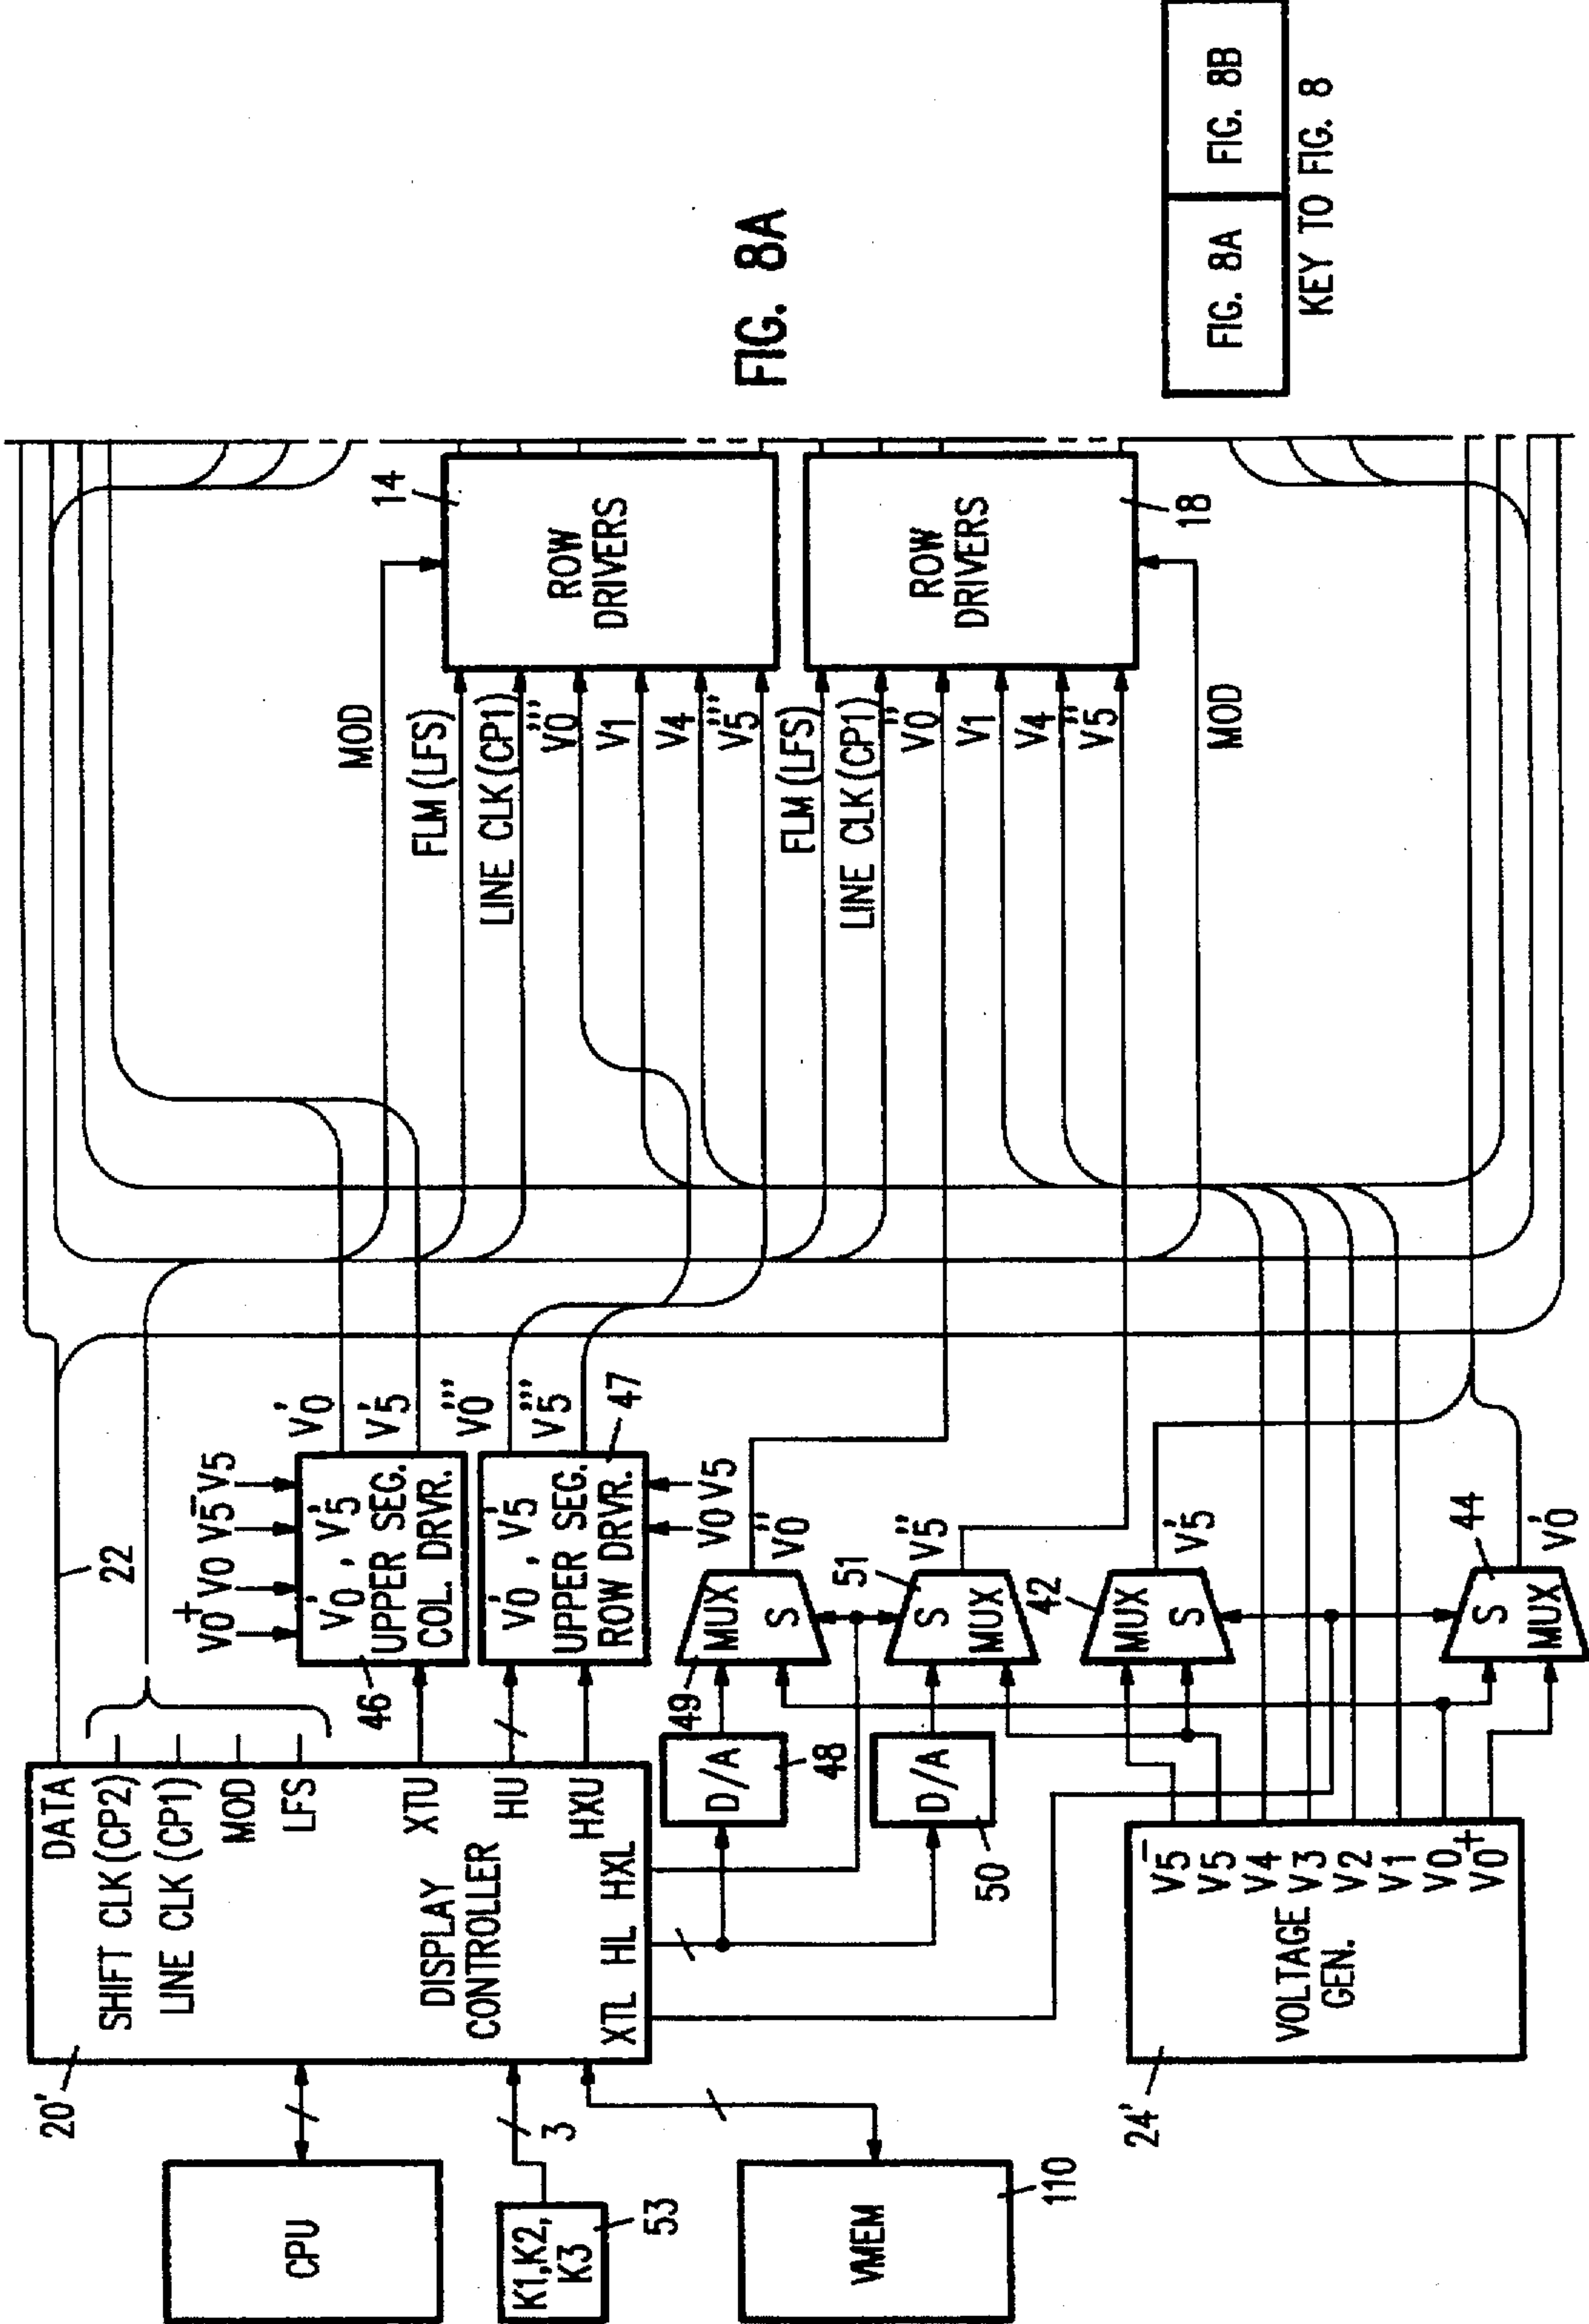 CPU
K1,K2,
K3
53
3
VMEM
110
20'
DATA
SHIFT CLK(CP2)
LINE CLK(CP1)
MOD
LFS
XTU
DISPLAY
CONTROLLER
HU
HXU
XTL HL HXL
22
V0+ V0 V5- V5
V0', V5'
UPPER SEG.
COL. DRVR.
46
V0'
V5'
V0', V5'
UPPER SEG.
ROW DRVR.
47
V0'''
V5'''
V0 V5
D/A
48
49
MUX
S
V0''
D/A
50
51
S
MUX
V5''
42
MUX
S
V5'
44
S
MUX
V0'
24'
VOLTAGE
GEN.
V5-
V5
V4
V3
V2
V1
V0
V0+
MOD
FLM(LFS)
LINE CLK(CP1)
V0'''
V1
V4
V5'''
ROW
DRIVERS
14
FLM(LFS)
LINE CLK(CP1)
V0''
V1
V4
V5''
MOD
ROW
DRIVERS
18
FIG. 8A
FIG. 8A
FIG. 8B
KEY TO FIG. 8